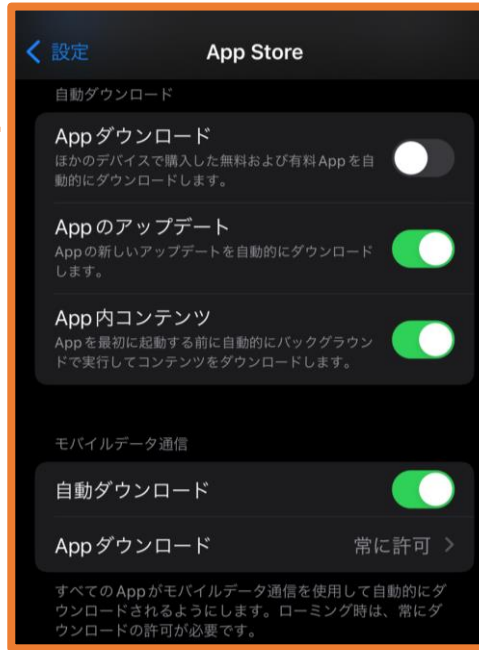 設定
App Store
自動ダウンロード
Appダウンロード
ほかのデバイスで購入した無料および有料Appを自
動的にダウンロードします。
Appのアップデート
Appの新しいアップデートを自動的にダウンロード
します。
App内コンテンツ
Appを最初に起動する前に自動的にバックグラウン
ドで実行してコンテンツをダウンロードします。
モバイルデータ通信
自動ダウンロード
Appダウンロード 常に許可
すべてのAppがモバイルデータ通信を使用して自動的にダ
ウンロードされるようにします。ローミング時は、常にダ
ウンロードの許可が必要です。